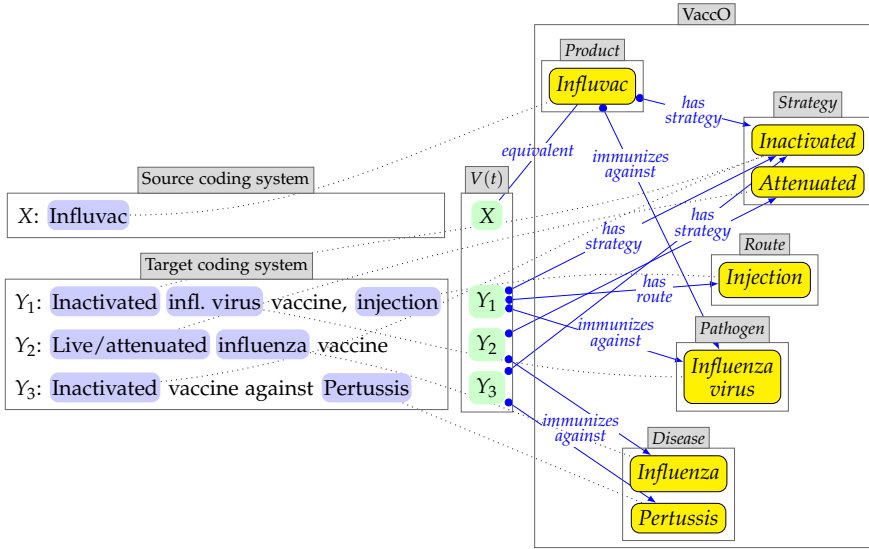 VaccO
Product
Influvac
has
strategy
Strategy
Inactivated
Attenuated
equivalent
immunizes
against
Source coding system
X: Influvac
V(t)
X
has
strategy
has
strategy
Route
Injection
Target coding system
Y1: Inactivated infl. virus vaccine, injection
Y2: Live/attenuated influenza vaccine
Y3: Inactivated vaccine against Pertussis
Y1
Y2
Y3
has
route
immunizes
against
Pathogen
Influenza
virus
immunizes
against
Disease
Influenza
Pertussis